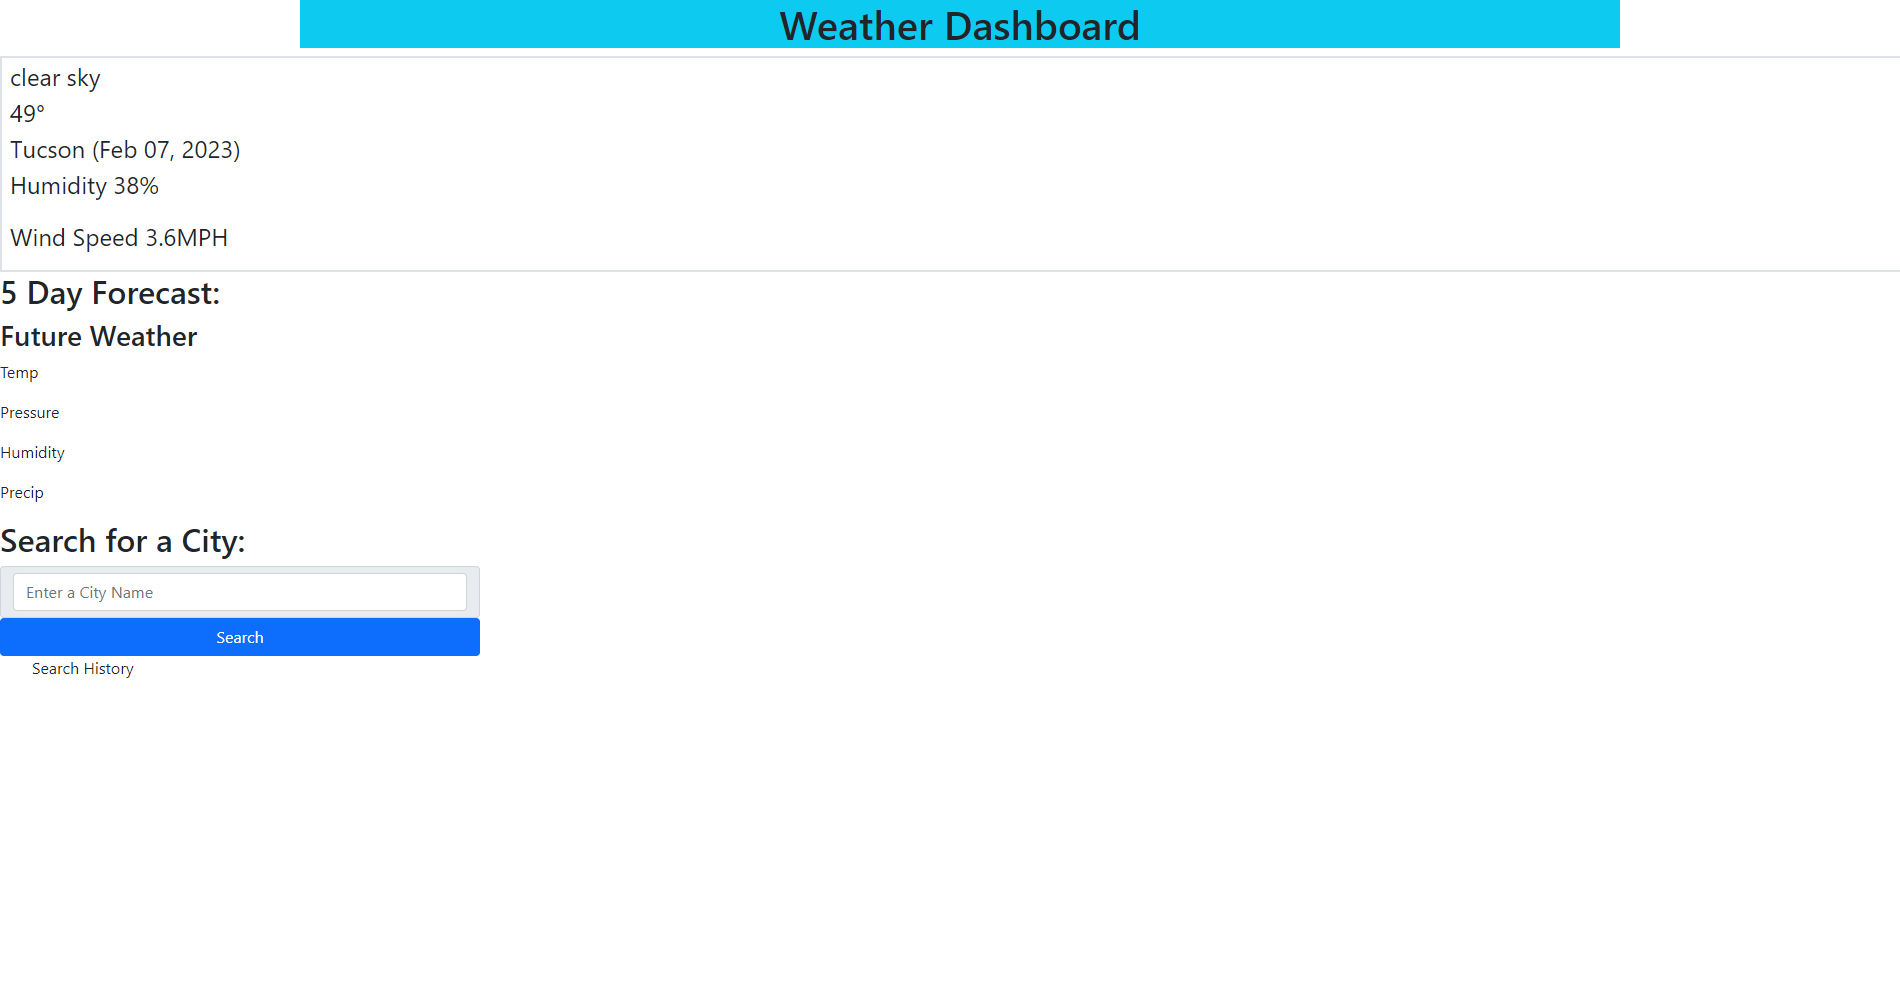 Weather Dashboard
clear sky
49°
Tucson (Feb 07, 2023)
Humidity 38%
Wind Speed 3.6MPH
5 Day Forecast:
Future Weather
Temp
Pressure
Humidity
Precip
Search for a City:
Enter a City Name
Search
Search History